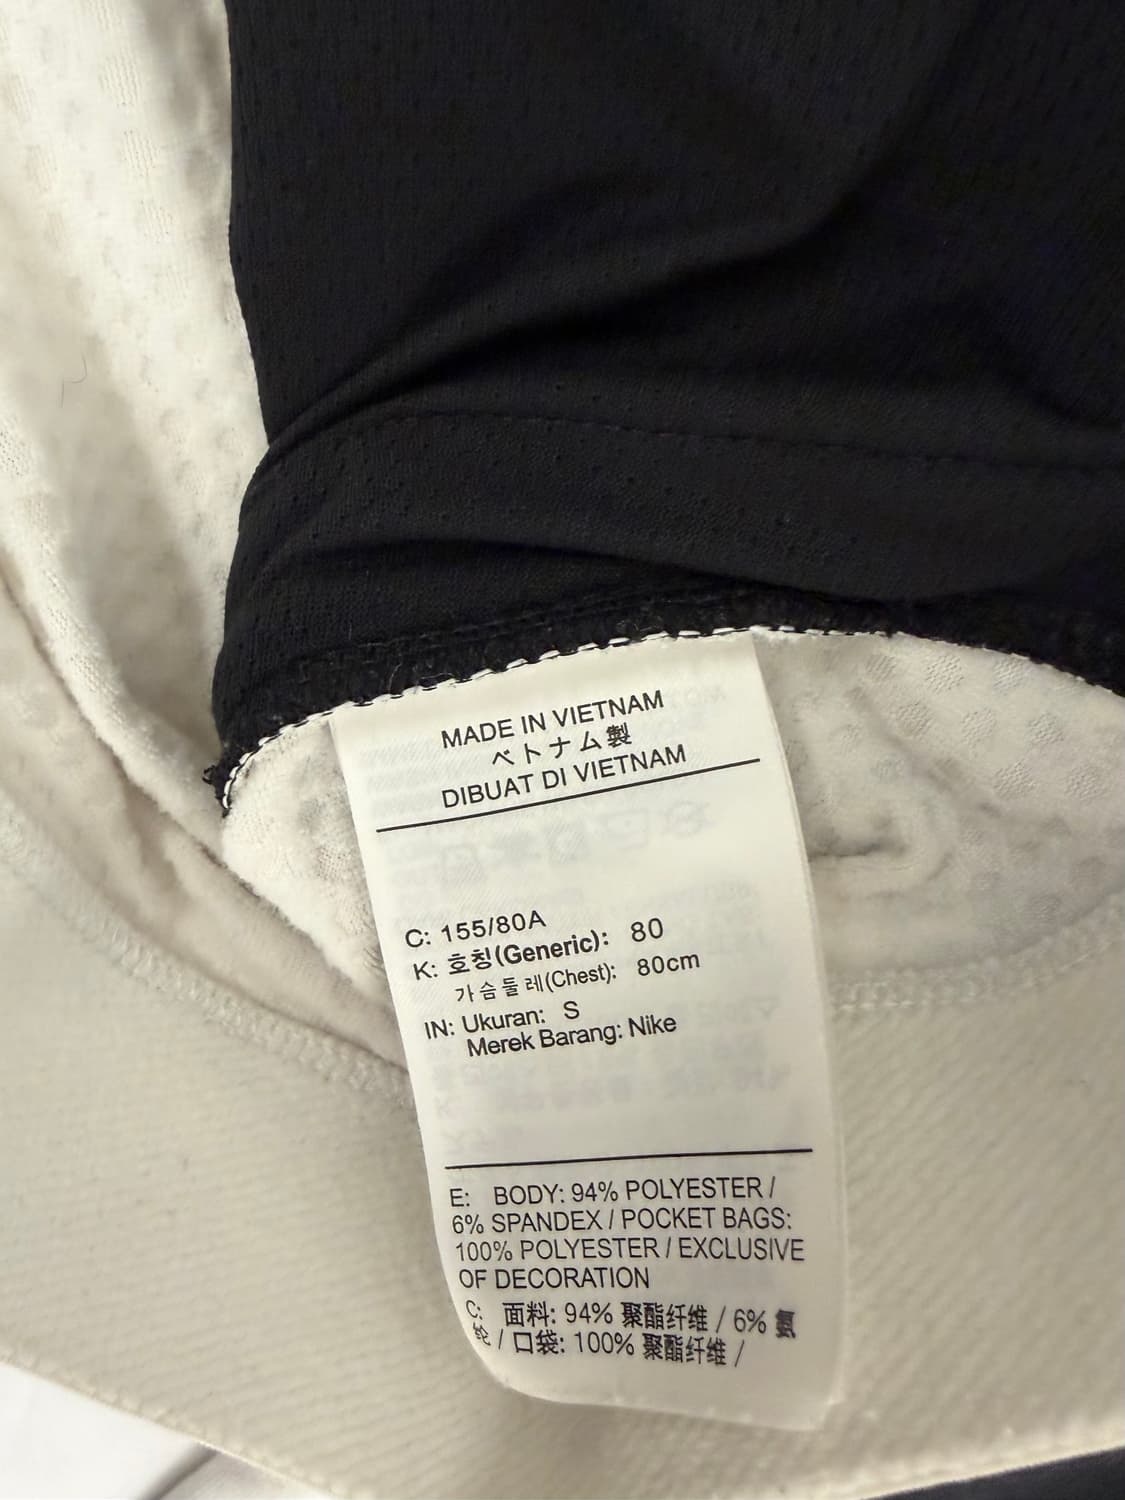 MADE IN VIETNAM
ベトナム製
DIBUAT DI VIETNAM
C: 155/80A
K: 호칭(Generic): 80
가슴둘레(Chest): 80cm
IN: Ukuran: S
Merek Barang: Nike
E: BODY: 94% POLYESTER /
6% SPANDEX / POCKET BAGS:
100% POLYESTER / EXCLUSIVE
OF DECORATION
C: 面料: 94% 聚酯纤维 / 6% 氨
纶 / 口袋: 100% 聚酯纤维 /